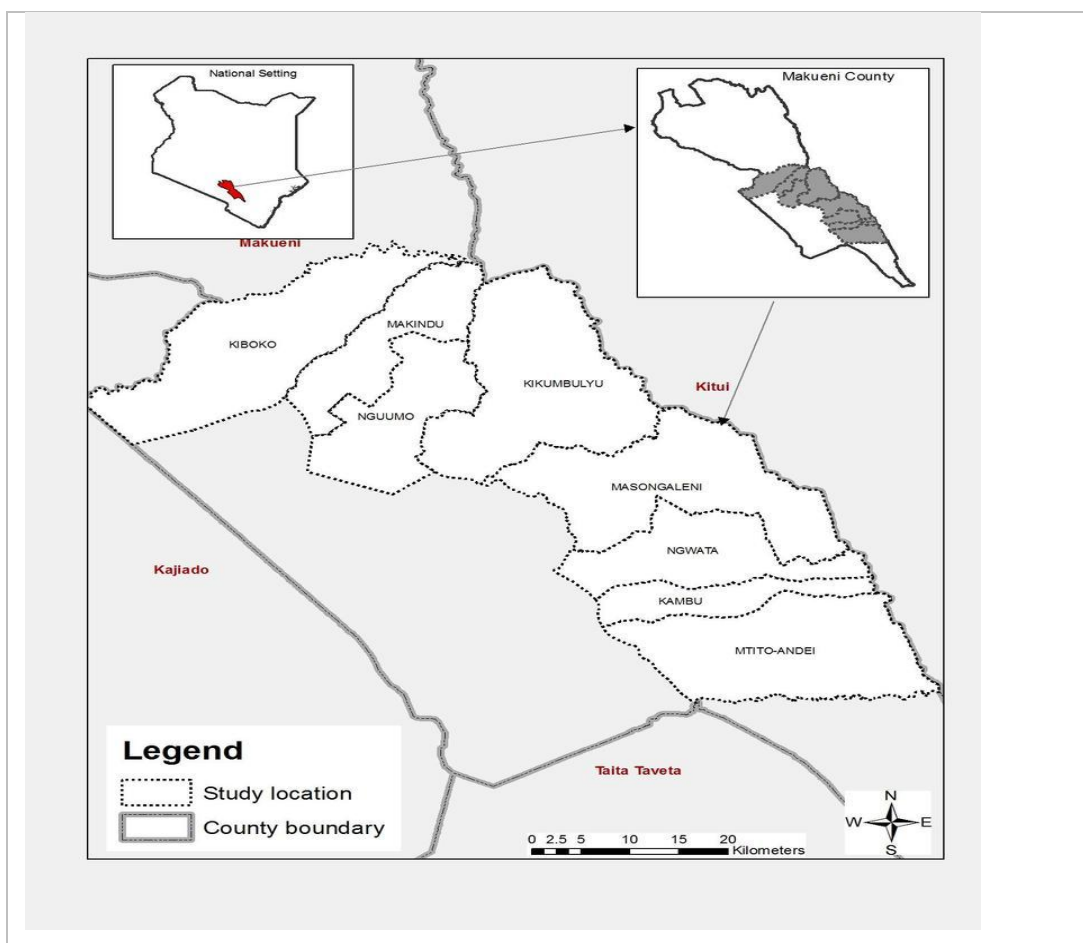 National Setting
Makueni County
Makueni
KIBOKO
MAKINDU
NGUUMO
KIKUMBULYU
Kitui
MASONGALENI
NGWATA
Kajiado
KAMBU
MTITO-ANDEI
Taita Taveta
Legend
Study location
County boundary
0 2.5 5 10 15 20
Kilometers
N
W E
S